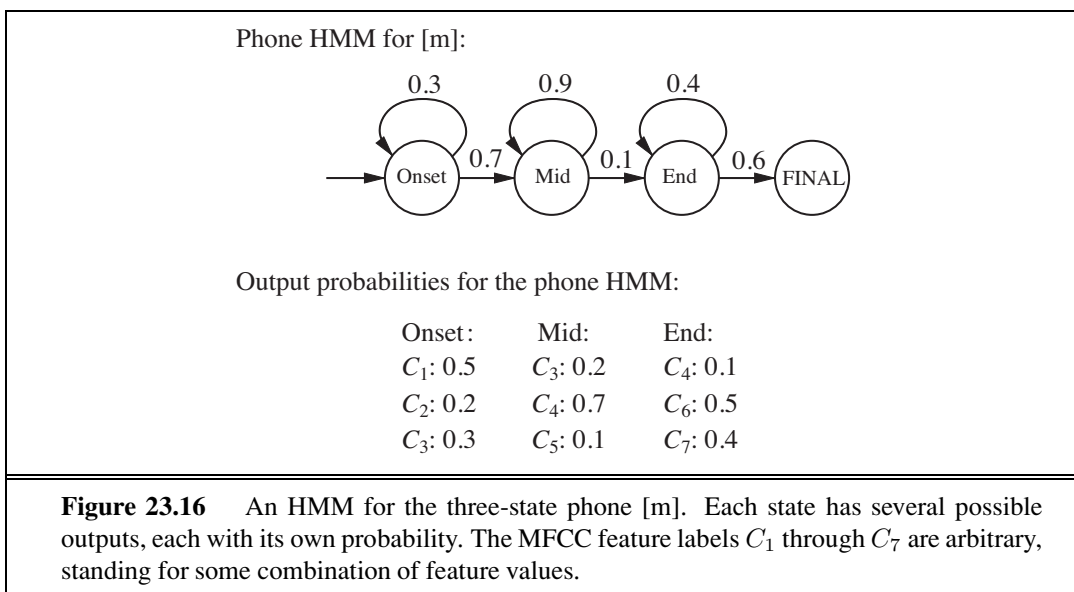 Phone HMM for [m]:
0.3 0.9 0.4
0.7 0.1 0.6
Onset Mid End FINAL
Output probabilities for the phone HMM:
Onset: Mid: End:
C₁: 0.5 C₃: 0.2 C₄: 0.1
C₂: 0.2 C₄: 0.7 C₆: 0.5
C₃: 0.3 C₅: 0.1 C₇: 0.4
Figure 23.16 An HMM for the three-state phone [m]. Each state has several possible
outputs, each with its own probability. The MFCC feature labels C₁ through C₇ are arbitrary,
standing for some combination of feature values.